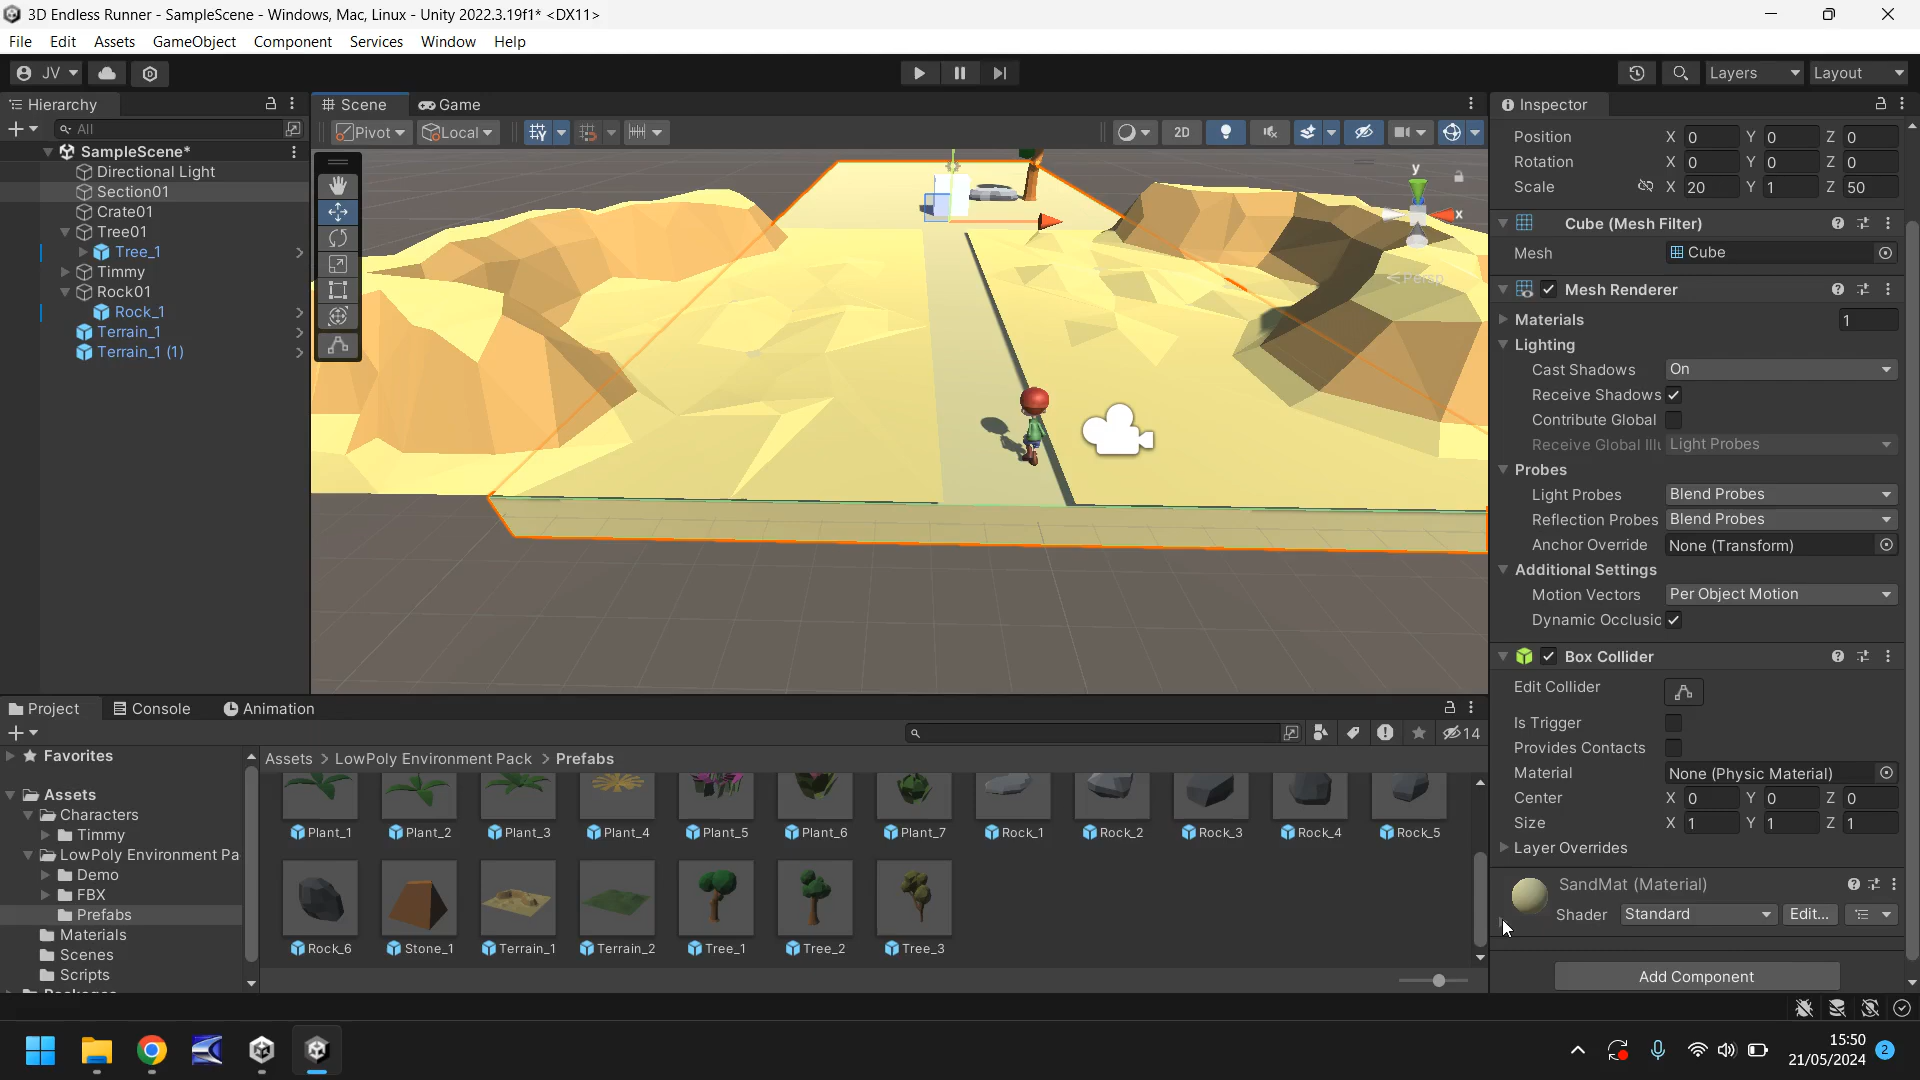 3D Endless Runner - SampleScene - Windows, Mac, Linux - Unity 2022.3.19f1* <DX11>
File Edit Assets GameObject Component Services Window Help
JV Layers Layout
Hierarchy
All
SampleScene*
Directional Light
Section01
Crate01
Tree01
Tree_1
Timmy
Rock01
Rock_1
Terrain_1
Terrain_1 (1)
Scene Game
Pivot Local 2D
y
x
Persp
Inspector
Position X 0 Y 0 Z 0
Rotation X 0 Y 0 Z 0
Scale X 20 Y 1 Z 50
Cube (Mesh Filter)
Mesh Cube
Mesh Renderer
Materials 1
Lighting
Cast Shadows On
Receive Shadows
Contribute Global
Receive Global Illu Light Probes
Probes
Light Probes Blend Probes
Reflection Probes Blend Probes
Anchor Override None (Transform)
Additional Settings
Motion Vectors Per Object Motion
Dynamic Occlusic
Box Collider
Edit Collider
Is Trigger
Provides Contacts
Material None (Physic Material)
Center X 0 Y 0 Z 0
Size X 1 Y 1 Z 1
Layer Overrides
SandMat (Material)
Shader Standard Edit...
Add Component
Project Console Animation
14
Favorites
Assets
Characters
Timmy
LowPoly Environment Pa
Demo
FBX
Prefabs
Materials
Scenes
Scripts
Assets > LowPoly Environment Pack > Prefabs
Plant_1 Plant_2 Plant_3 Plant_4 Plant_5 Plant_6 Plant_7 Rock_1 Rock_2 Rock_3 Rock_4 Rock_5
Rock_6 Stone_1 Terrain_1 Terrain_2 Tree_1 Tree_2 Tree_3
15:50
21/05/2024
2